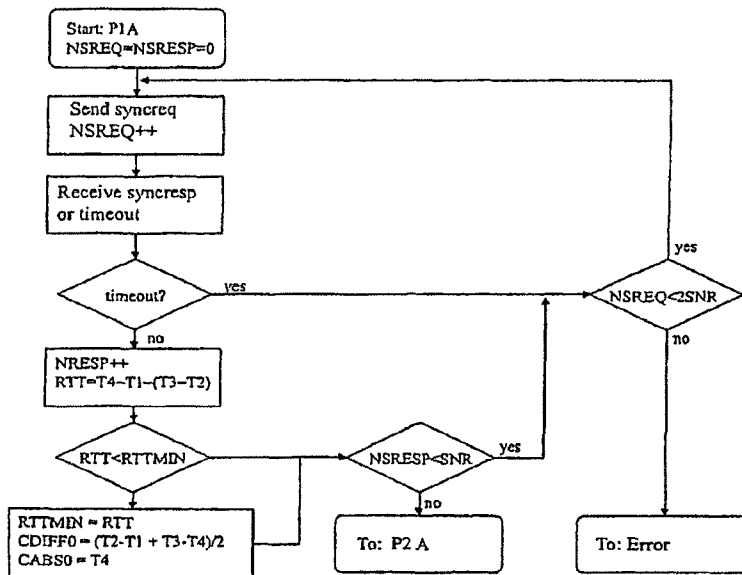 Start: P1A
NSREQ=NSRESP=0
Send syncreq
NSREQ++
Receive syncresp
or timeout
timeout?
yes
no
NSREQ<2SNR
yes
no
NRESP++
RTT=T4-T1-(T3-T2)
RTT<RTTMIN
NSRESP<SNR
yes
no
RTTMIN = RTT
CDIFF0 = (T2-T1 + T3-T4)/2
CABS0 = T4
To: P2 A
To: Error